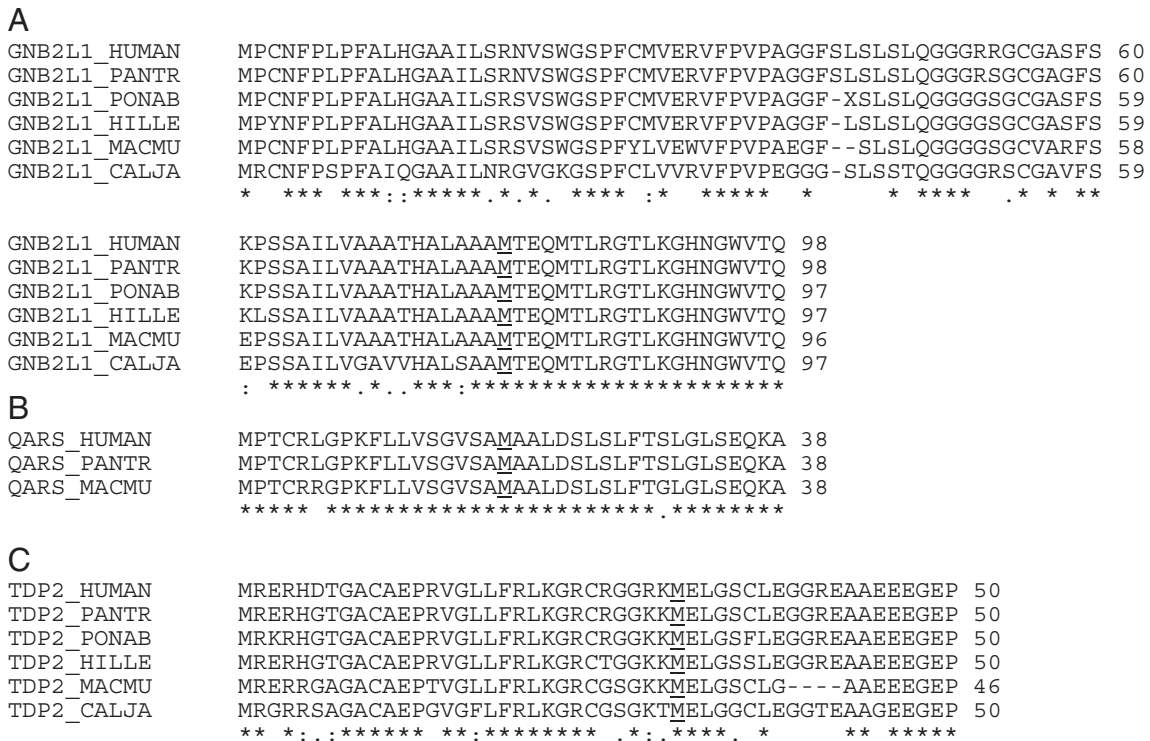 A
GNB2L1_HUMAN MPCNFPLPFALHGAAILSRNVSWGSPFCMVERVFPVPAGGFSLSLSLQGGGRRGCGASFS 60
GNB2L1_PANTR MPCNFPLPFALHGAAILSRNVSWGSPFCMVERVFPVPAGGFSLSLSLQGGGRSGCGAGFS 60
GNB2L1_PONAB MPCNFPLPFALHGAAILSRSVSWGSPFCMVERVFPVPAGGF-XSLSLQGGGGSGCGASFS 59
GNB2L1_HILLE MPYNFPLPFALHGAAILSRSVSWGSPFCMVERVFPVPAGGF-LSLSLQGGGGSGCGASFS 59
GNB2L1_MACMU MPCNFPLPFALHGAAILSRSVSWGSPFYLVEWVFPVPAEGF--SLSLQGGGGSGCVARFS 58
GNB2L1_CALJA MRCNFPSPFAIQGAAILNRGVGKGSPFCLVVRVFPVPEGGG-SLSSTQGGGGRSCGAVFS 59
* *** ***::*****.*.*. **** :* ***** * * **** .* * **
GNB2L1_HUMAN KPSSAILVAAATHALAAAMTEQMTLRGTLKGHNGWVTQ 98
GNB2L1_PANTR KPSSAILVAAATHALAAAMTEQMTLRGTLKGHNGWVTQ 98
GNB2L1_PONAB KPSSAILVAAATHALAAAMTEQMTLRGTLKGHNGWVTQ 97
GNB2L1_HILLE KLSSAILVAAATHALAAAMTEQMTLRGTLKGHNGWVTQ 97
GNB2L1_MACMU EPSSAILVAAATHALAAAMTEQMTLRGTLKGHNGWVTQ 96
GNB2L1_CALJA EPSSAILVGAVVHALSAAMTEQMTLRGTLKGHNGWVTQ 97
: ******.*..***:**********************
B
QARS_HUMAN MPTCRLGPKFLLVSGVSAMAALDSLSLFTSLGLSEQKA 38
QARS_PANTR MPTCRLGPKFLLVSGVSAMAALDSLSLFTSLGLSEQKA 38
QARS_MACMU MPTCRRGPKFLLVSGVSAMAALDSLSLFTGLGLSEQKA 38
***** ***********************.********
C
TDP2_HUMAN MRERHDTGACAEPRVGLLFRLKGRCRGGRKMELGSCLEGGREAAEEEGEP 50
TDP2_PANTR MRERHGTGACAEPRVGLLFRLKGRCRGGKKMELGSCLEGGREAAEEEGEP 50
TDP2_PONAB MRKRHGTGACAEPRVGLLFRLKGRCRGGKKMELGSFLEGGREAAEEEGEP 50
TDP2_HILLE MRERHGTGACAEPRVGLLFRLKGRCTGGKKMELGSSLEGGREAAEEEGEP 50
TDP2_MACMU MRERRGAGACAEPTVGLLFRLKGRCGSGKKMELGSCLG----AAEEEGEP 46
TDP2_CALJA MRGRRSAGACAEPGVGFLFRLKGRCGSGKTMELGGCLEGGTEAAGEEGEP 50
** *:.:****** **:******** .*:.****. * ** *****